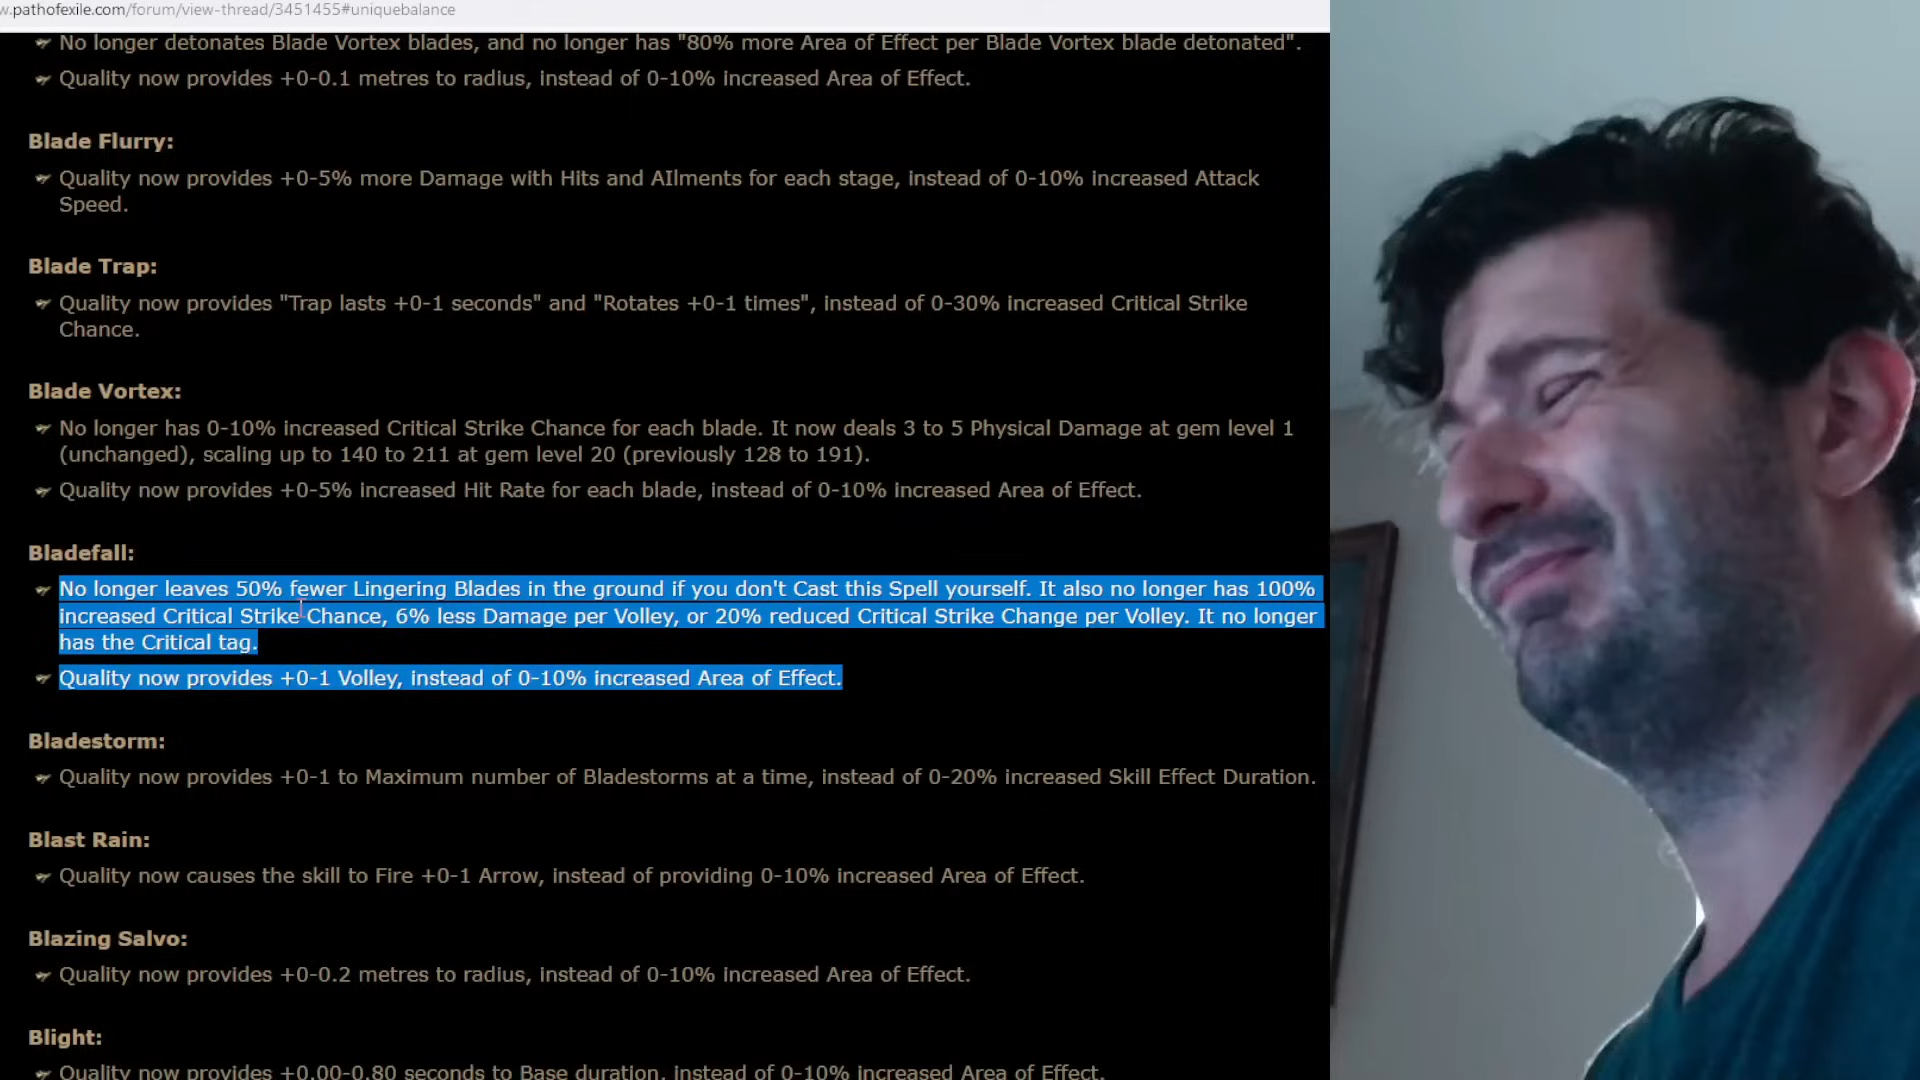 w.pathofexile.com/forum/view-thread/3451455#uniquebalance
No longer detonates Blade Vortex blades, and no longer has "80% more Area of Effect per Blade Vortex blade detonated".
Quality now provides +0-0.1 metres to radius, instead of 0-10% increased Area of Effect.
Blade Flurry:
Quality now provides +0-5% more Damage with Hits and AIlments for each stage, instead of 0-10% increased Attack
Speed.
Blade Trap:
Quality now provides "Trap lasts +0-1 seconds" and "Rotates +0-1 times", instead of 0-30% increased Critical Strike
Chance.
Blade Vortex:
No longer has 0-10% increased Critical Strike Chance for each blade. It now deals 3 to 5 Physical Damage at gem level 1
(unchanged), scaling up to 140 to 211 at gem level 20 (previously 128 to 191).
Quality now provides +0-5% increased Hit Rate for each blade, instead of 0-10% increased Area of Effect.
Bladefall:
No longer leaves 50% fewer Lingering Blades in the ground if you don't Cast this Spell yourself. It also no longer has 100%
increased Critical Strike Chance, 6% less Damage per Volley, or 20% reduced Critical Strike Change per Volley. It no longer
has the Critical tag.
Quality now provides +0-1 Volley, instead of 0-10% increased Area of Effect.
Bladestorm:
Quality now provides +0-1 to Maximum number of Bladestorms at a time, instead of 0-20% increased Skill Effect Duration.
Blast Rain:
Quality now causes the skill to Fire +0-1 Arrow, instead of providing 0-10% increased Area of Effect.
Blazing Salvo:
Quality now provides +0-0.2 metres to radius, instead of 0-10% increased Area of Effect.
Blight:
Quality now provides +0.00-0.80 seconds to Base duration, instead of 0-10% increased Area of Effect.